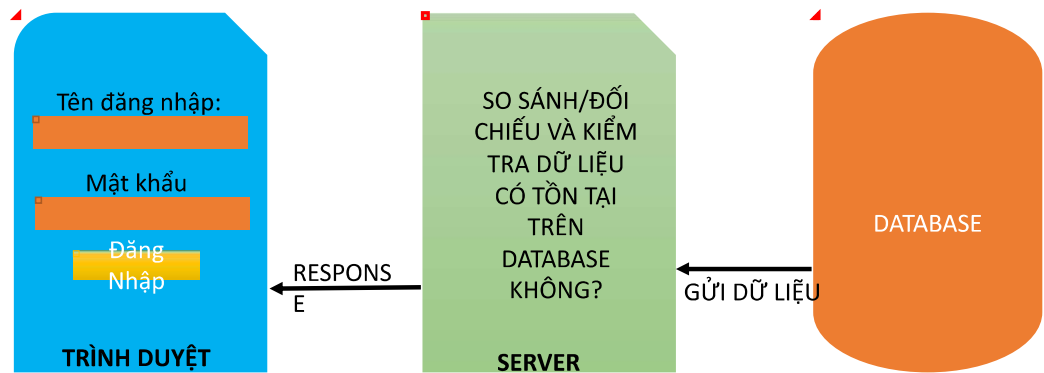 Tên đăng nhập:
Mật khẩu
Đăng
Nhập
TRÌNH DUYỆT
RESPONS
E
SO SÁNH/ĐỐI
CHIẾU VÀ KIỂM
TRA DỮ LIỆU
CÓ TỒN TẠI
TRÊN
DATABASE
KHÔNG?
SERVER
GỬI DỮ LIỆU
DATABASE